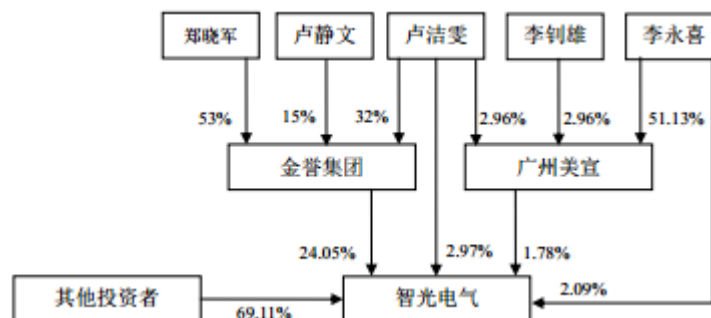 郑晓军
卢静文
卢洁雯
李钊雄
李永喜
53%
15%
32%
2.96%
2.96%
51.13%
金誉集团
广州美宣
24.05%
2.97%
1.78%
其他投资者
69.11%
智光电气
2.09%